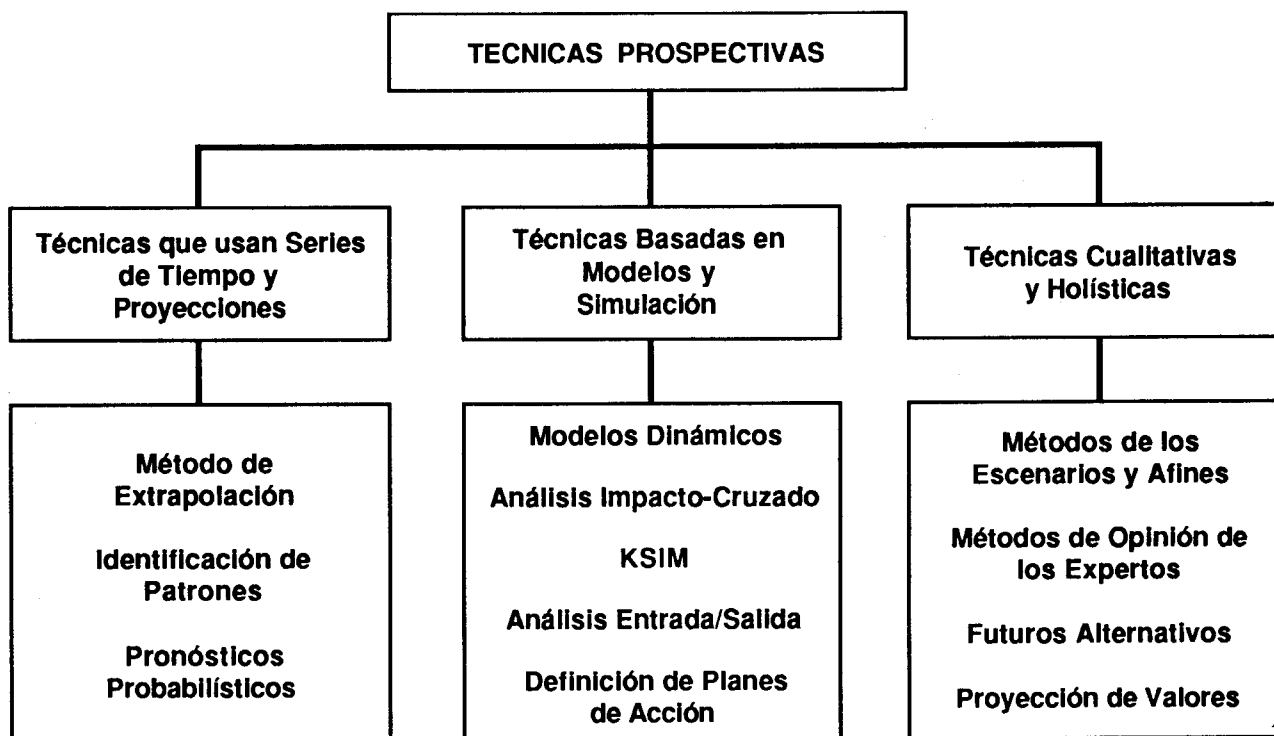 TECNICAS PROSPECTIVAS
Técnicas que usan Series
de Tiempo y
Proyecciones
Técnicas Basadas en
Modelos y
Simulación
Técnicas Cualitativas
y Holísticas
Método de
Extrapolación
Identificación de
Patrones
Pronósticos
Probabilísticos
Modelos Dinámicos
Análisis Impacto-Cruzado
KSIM
Análisis Entrada/Salida
Definición de Planes
de Acción
Métodos de los
Escenarios y Afines
Métodos de Opinión de
los Expertos
Futuros Alternativos
Proyección de Valores